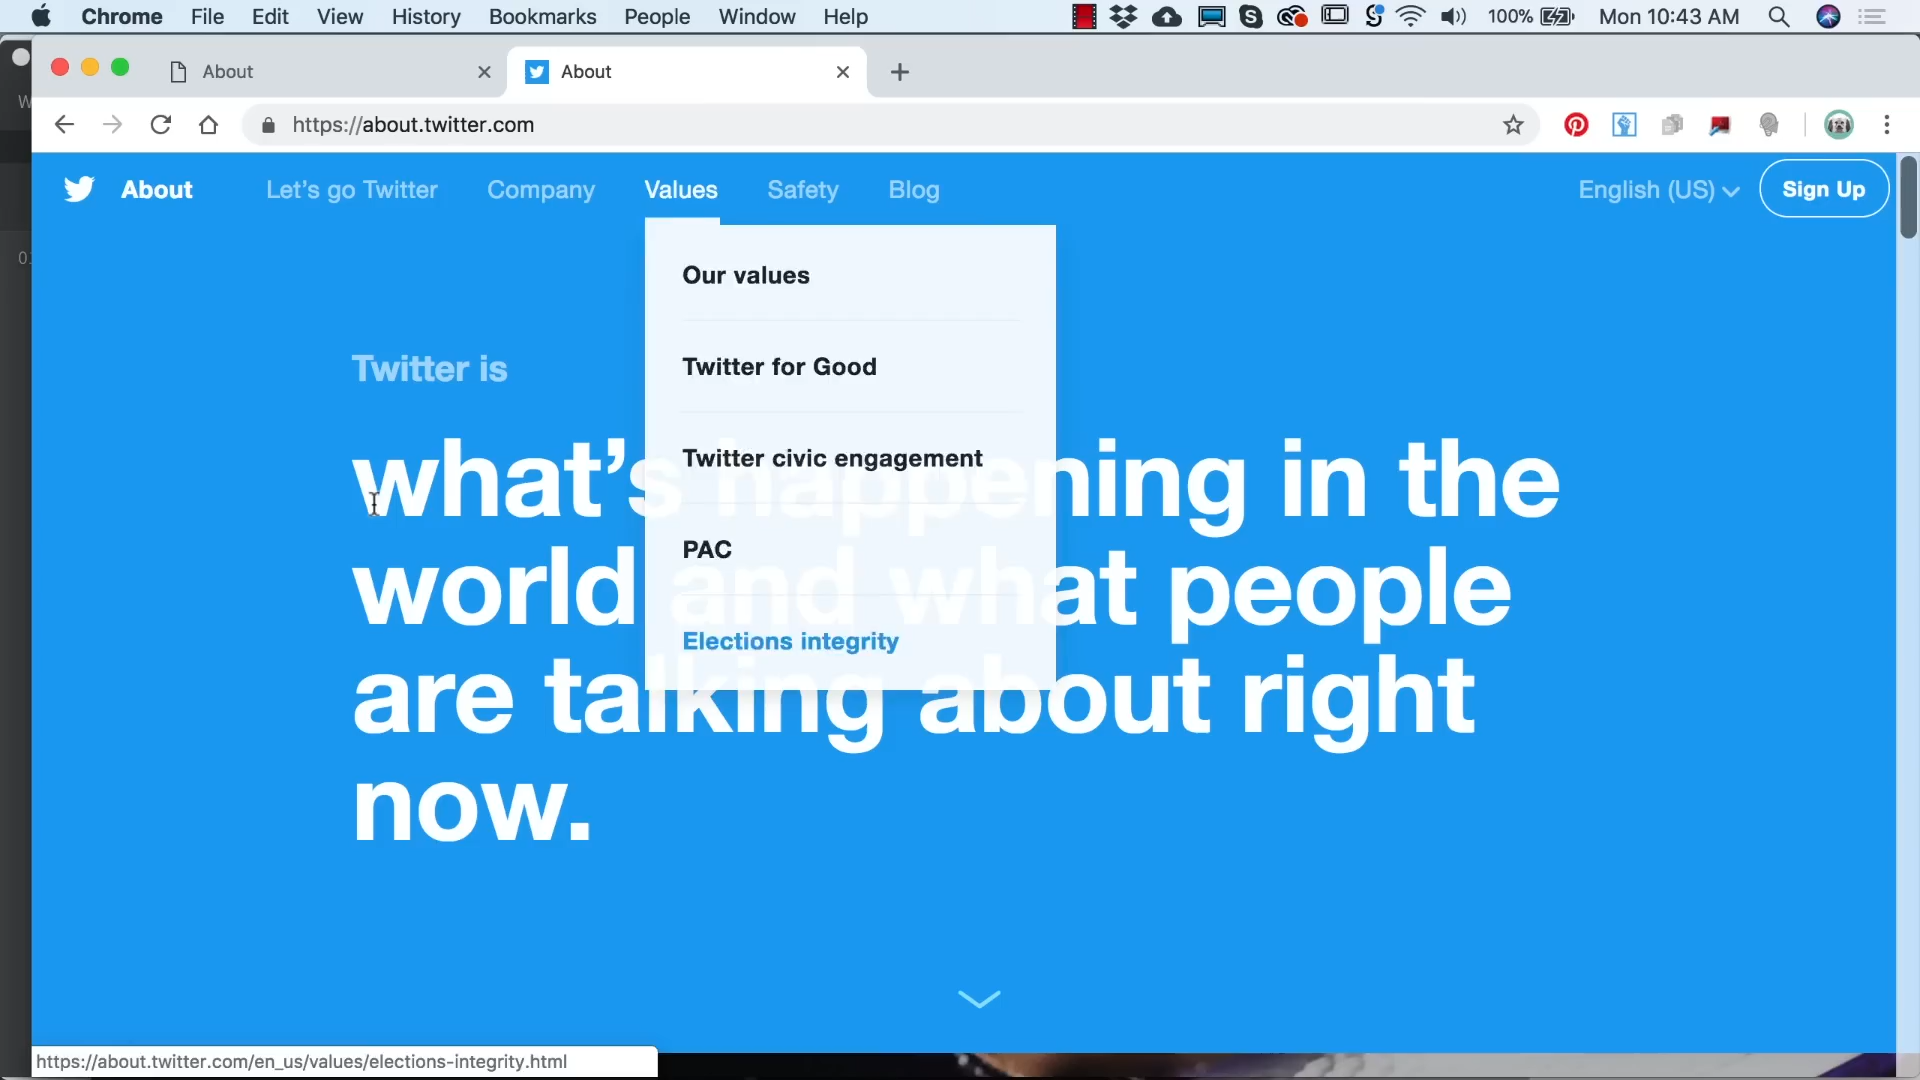 Chrome File Edit View History Bookmarks People Window Help 100% Mon 10:43 AM
About About
https://about.twitter.com
About Let’s go Twitter Company Values Safety Blog English (US) Sign Up
Our values
Twitter for Good
Twitter civic engagement
PAC
Elections integrity
Twitter is
what’s happening in the
world and what people
are talking about right
now.
https://about.twitter.com/en_us/values/elections-integrity.html